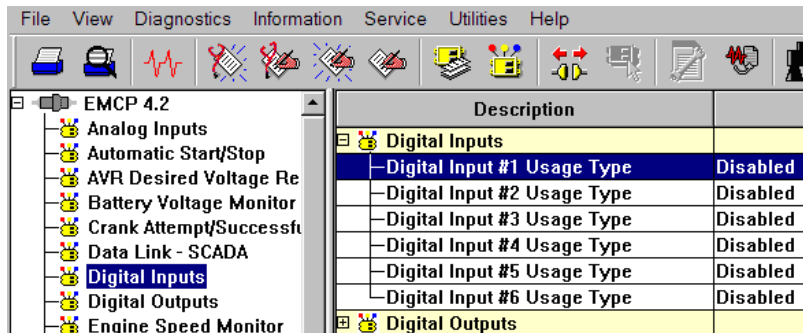 File View Diagnostics Information Service Utilities Help
EMCP 4.2
Analog Inputs
Automatic Start/Stop
AVR Desired Voltage Re
Battery Voltage Monitor
Crank Attempt/Successfu
Data Link - SCADA
Digital Inputs
Digital Outputs
Engine Speed Monitor
Description
Digital Inputs
Digital Input #1 Usage Type Disabled
Digital Input #2 Usage Type Disabled
Digital Input #3 Usage Type Disabled
Digital Input #4 Usage Type Disabled
Digital Input #5 Usage Type Disabled
Digital Input #6 Usage Type Disabled
Digital Outputs